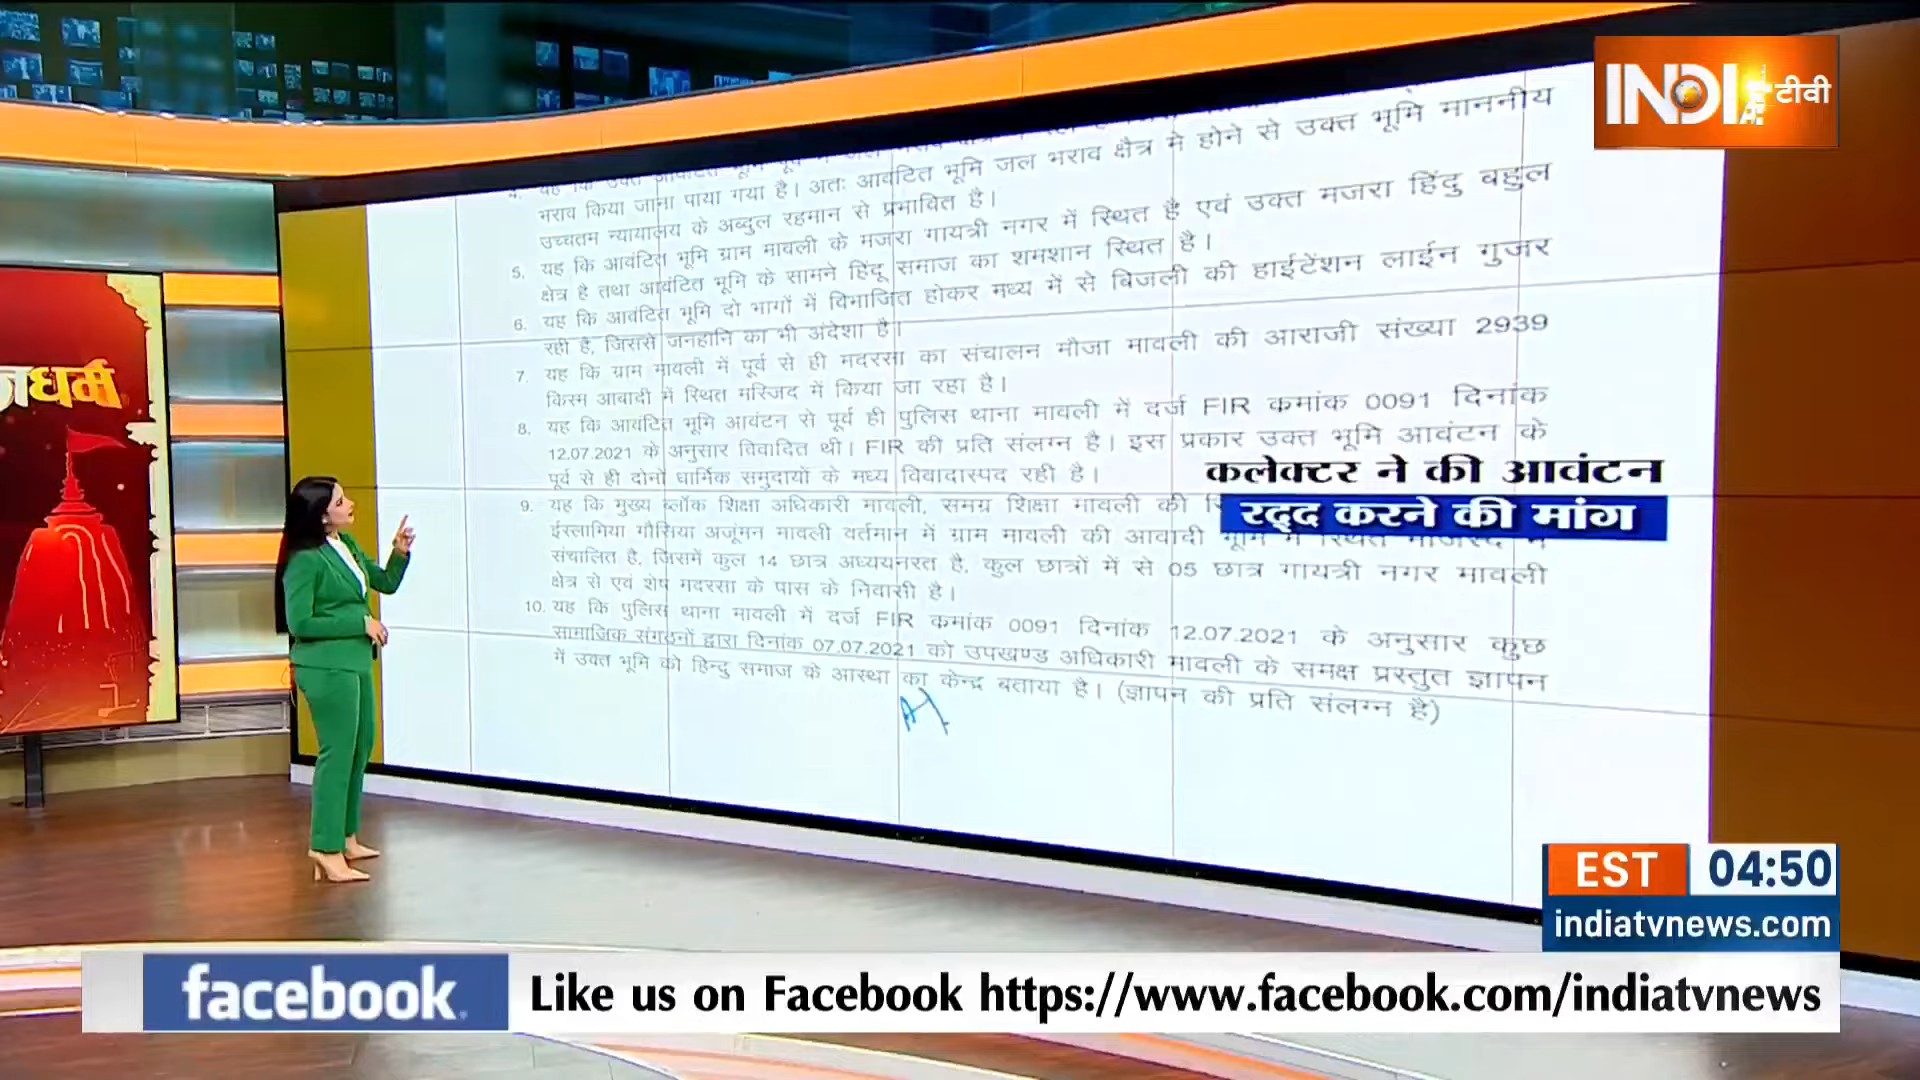 INDIA टीवी
भराव किया जाना पाया गया है। अतः आवंटित भूमि जल भराव क्षैत्र मे होने से उक्त भूमि माननीय
उच्चतम न्यायालय के अब्दुल रहमान से प्रभावित है।
5. यह कि आवंटित भूमि ग्राम मावली के मजरा गायत्री नगर में स्थित है एवं उक्त मजरा हिंदु बहुल
क्षेत्र है तथा आवंटित भूमि के सामने हिंदू समाज का शमशान स्थित है।
6. यह कि आवंटित भूमि दो भागों में विभाजित होकर मध्य में से बिजली की हाईटेंशन लाईन गुजर
रही है, जिससे जनहानि का भी अंदेशा है।
7. यह कि ग्राम मावली में पूर्व से ही मदरसा का संचालन मौजा मावली की आराजी संख्या 2939
किस्म आबादी में स्थित मस्जिद में किया जा रहा है।
8. यह कि आवंटित भूमि आवंटन से पूर्व ही पुलिस थाना मावली में दर्ज FIR कमांक 0091 दिनांक
12.07.2021 के अनुसार विवादित थी। FIR की प्रति संलग्न है। इस प्रकार उक्त भूमि आवंटन के
पूर्व से ही दोनों धार्मिक समुदायों के मध्य विवादास्पद रही है।
कलेक्टर ने की आवंटन
रद्द करने की मांग
9. यह कि मुख्य ब्लॉक शिक्षा अधिकारी मावली, समग्र शिक्षा मावली की
ईस्लामिया गौसिया अजूंमन मावली वर्तमान में ग्राम मावली की आवादी
संचालित है, जिसमें कुल 14 छात्र अध्ययनरत है, कुल छात्रों में से 05 छात्र गायत्री नगर मावली
क्षेत्र से एवं शेष मदरसा के पास के निवासी है।
10. यह कि पुलिस थाना मावली में दर्ज FIR कमांक 0091 दिनांक 12.07.2021 के अनुसार कुछ
सामाजिक संगठनों द्वारा दिनांक 07.07.2021 को उपखण्ड अधिकारी मावली के समक्ष प्रस्तुत ज्ञापन
में उक्त भूमि को हिन्दु समाज के आस्था का केन्द्र बताया है। (ज्ञापन की प्रति संलग्न है)
EST 04:50
indiatvnews.com
facebook.
Like us on Facebook https://www.facebook.com/indiatvnews